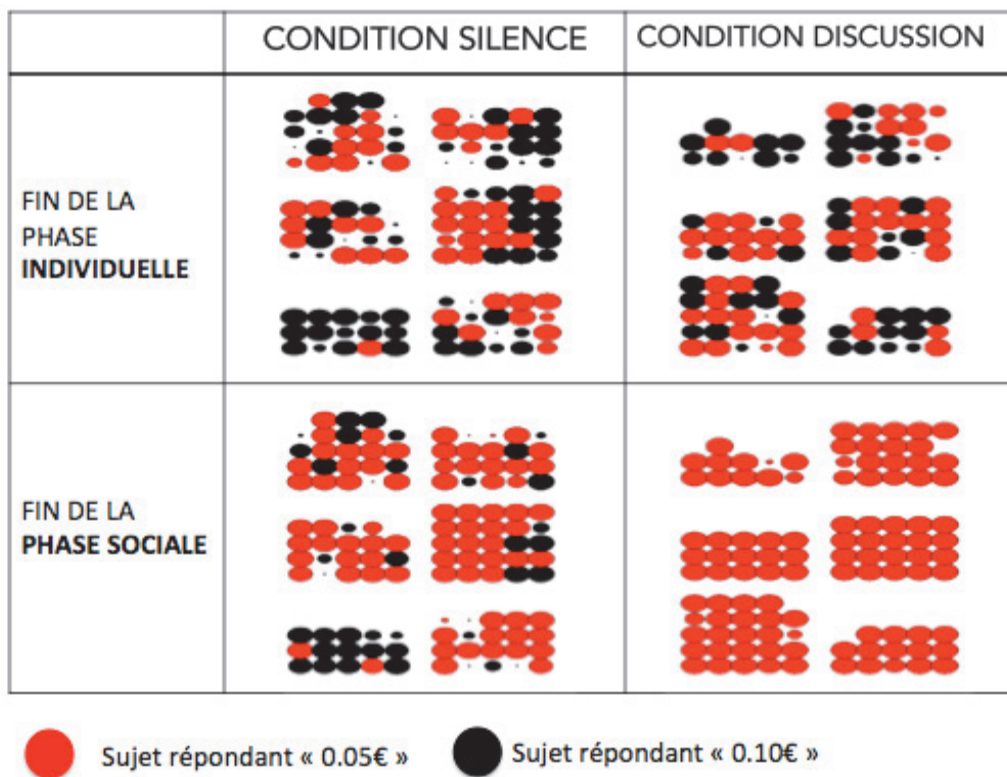 CONDITION SILENCE
CONDITION DISCUSSION
FIN DE LA
PHASE
INDIVIDUELLE
FIN DE LA
PHASE SOCIALE
Sujet répondant « 0.05€ »
Sujet répondant « 0.10€ »